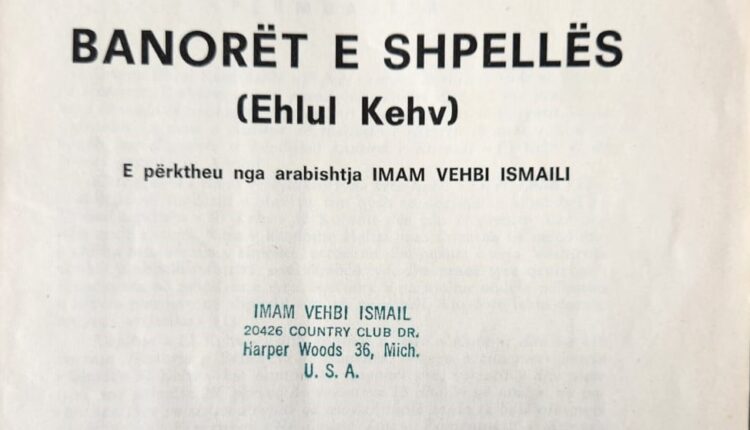 BANORËT E SHPELLËS
(Ehlul Kehv)
E përktheu nga arabishtja IMAM VEHBI ISMAILI
IMAM VEHBI ISMAIL
20426 COUNTRY CLUB DR.
Harper Woods 36, Mich.
U. S. A.